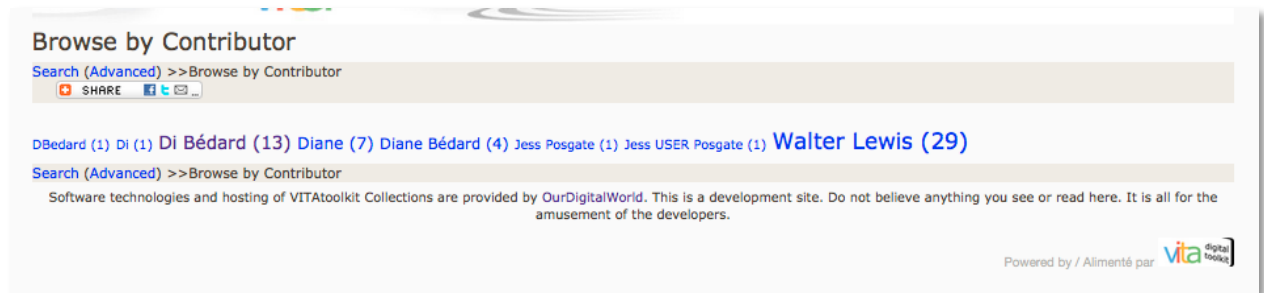 Browse by Contributor
Search (Advanced) >>Browse by Contributor
SHARE ...
DBedard (1) Di (1) Di Bédard (13) Diane (7) Diane Bédard (4) Jess Posgate (1) Jess USER Posgate (1) Walter Lewis (29)
Search (Advanced) >>Browse by Contributor
Software technologies and hosting of VITAtoolkit Collections are provided by OurDigitalWorld. This is a development site. Do not believe anything you see or read here. It is all for the
amusement of the developers.
Powered by / Alimenté par vita digital toolkit